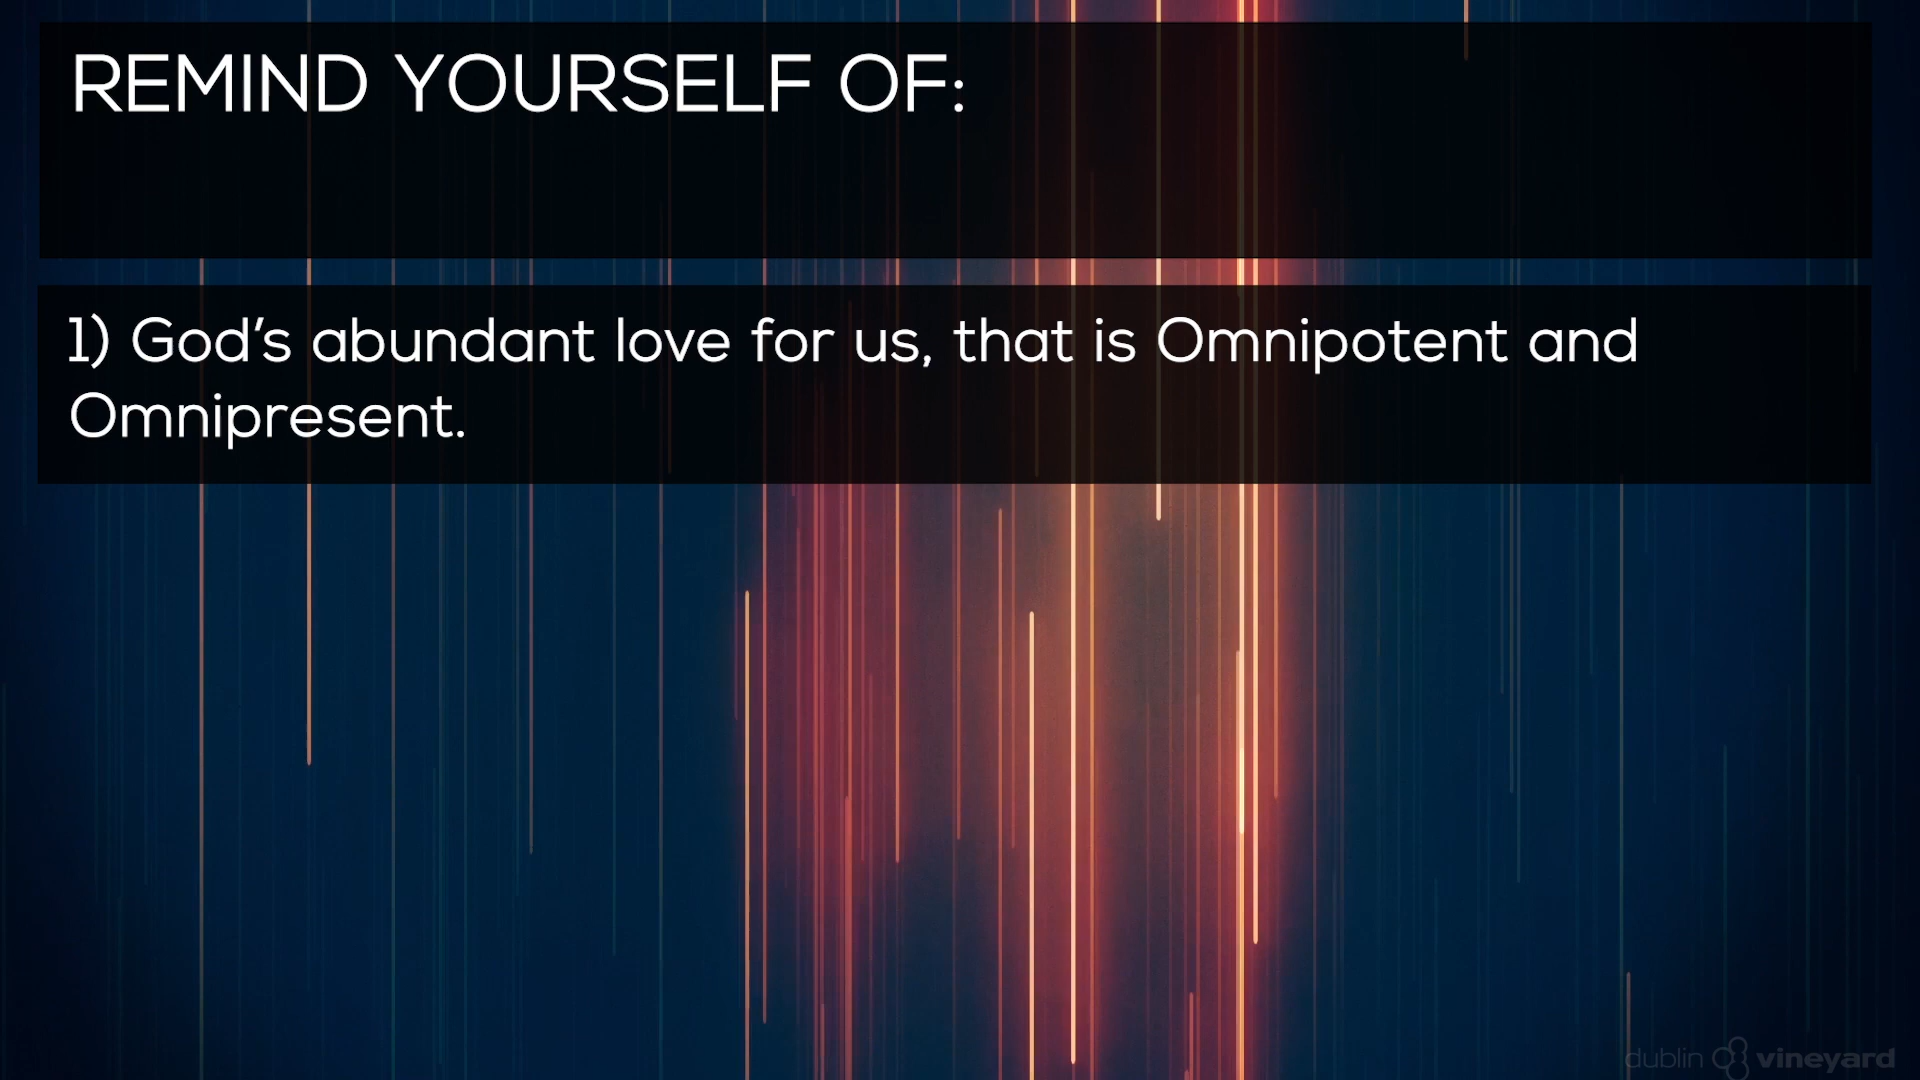 REMIND YOURSELF OF:
1) God's abundant love for us, that is Omnipotent and
Omnipresent.
dublin vineyard